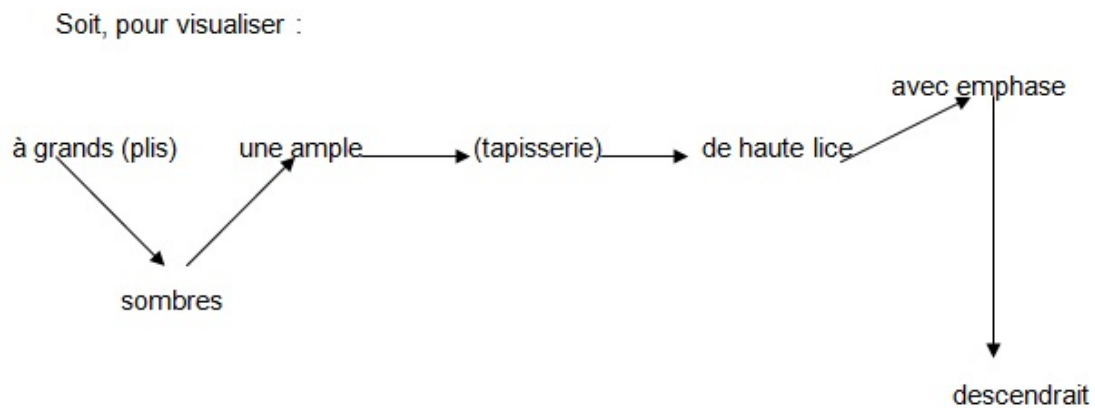 Soit, pour visualiser :
avec emphase
à grands (plis) une ample (tapisserie) de haute lice
sombres
descendrait